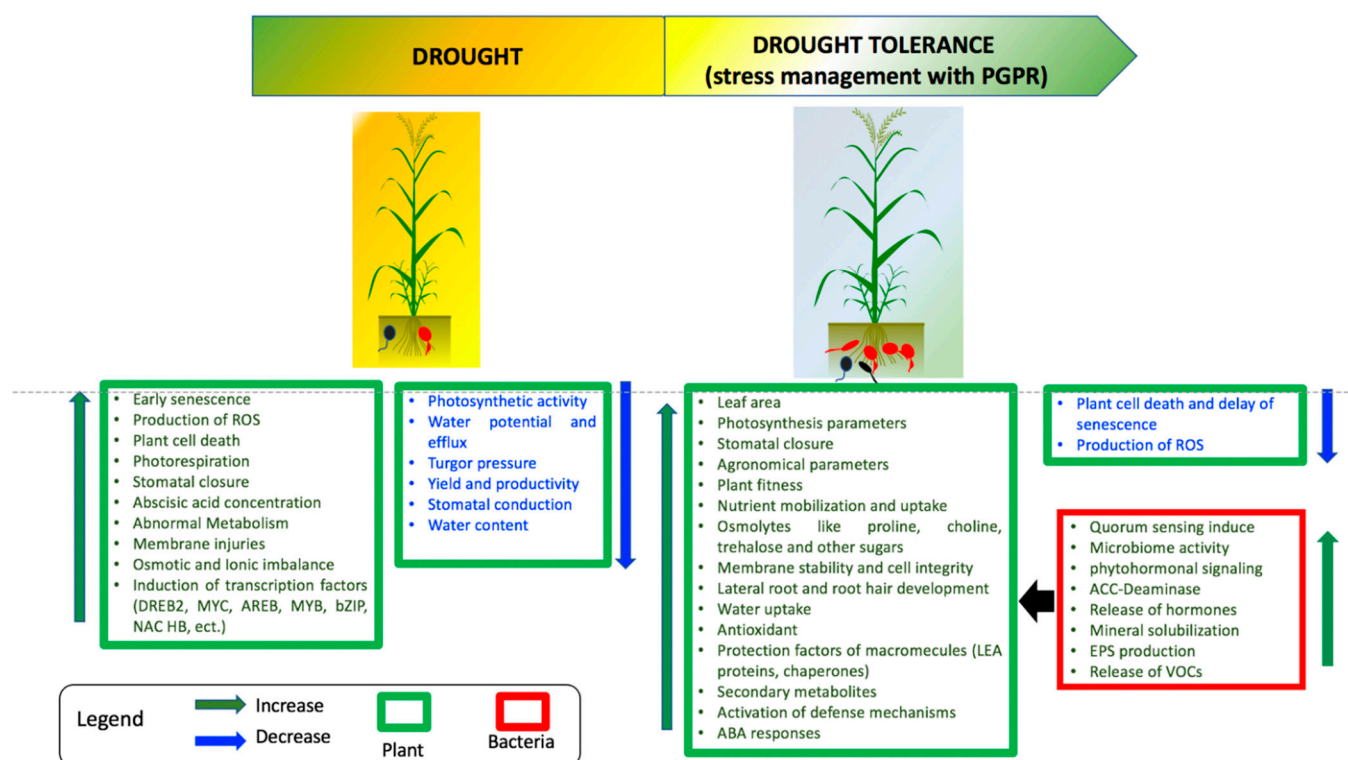 DROUGHT
DROUGHT TOLERANCE
(stress management with PGPR)
• Early senescence
• Production of ROS
• Plant cell death
• Photorespiration
• Stomatal closure
• Abscisic acid concentration
• Abnormal Metabolism
• Membrane injuries
• Osmotic and Ionic imbalance
• Induction of transcription factors
(DREB2, MYC, AREB, MYB, bZIP,
NAC HB, ect.)
• Photosynthetic activity
• Water potential and
efflux
• Turgor pressure
• Yield and productivity
• Stomatal conduction
• Water content
• Leaf area
• Photosynthesis parameters
• Stomatal closure
• Agronomical parameters
• Plant fitness
• Nutrient mobilization and uptake
• Osmolytes like proline, choline,
trehalose and other sugars
• Membrane stability and cell integrity
• Lateral root and root hair development
• Water uptake
• Antioxidant
• Protection factors of macromecules (LEA
proteins, chaperones)
• Secondary metabolites
• Activation of defense mechanisms
• ABA responses
• Plant cell death and delay of
senescence
• Production of ROS
• Quorum sensing induce
• Microbiome activity
• phytohormonal signaling
• ACC-Deaminase
• Release of hormones
• Mineral solubilization
• EPS production
• Release of VOCs
Legend
Increase
Decrease
Plant
Bacteria